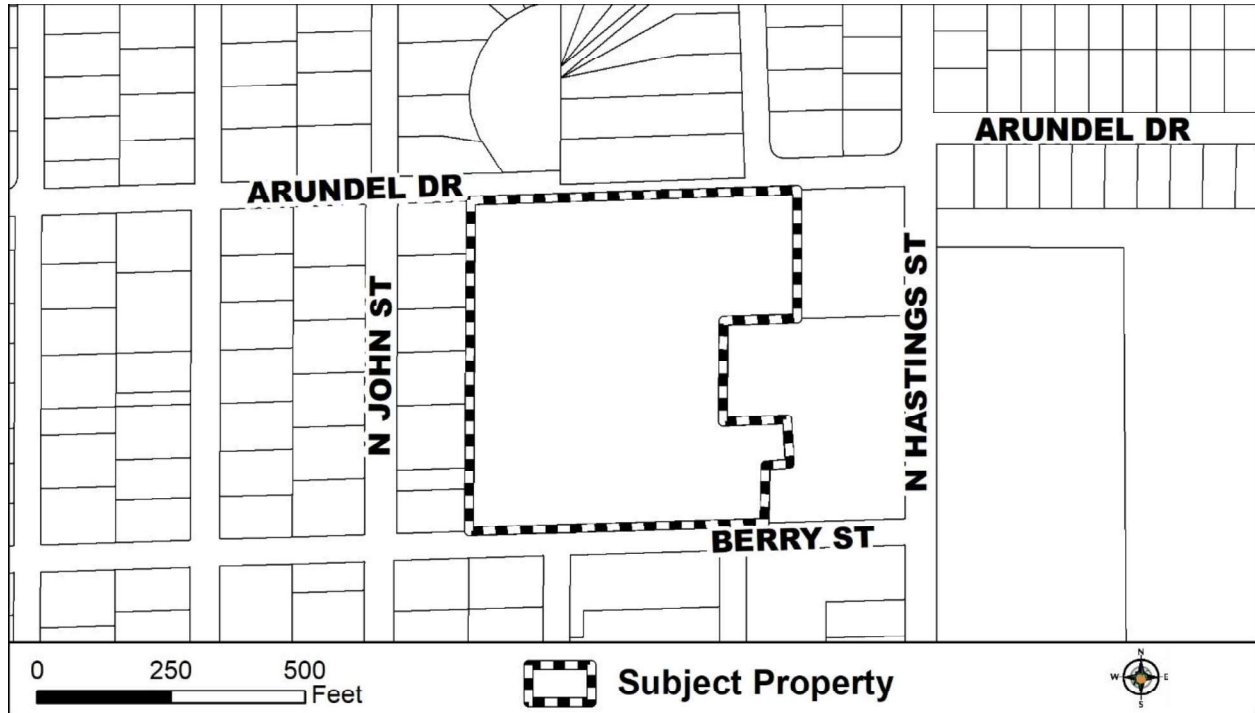 ARUNDEL DR
ARUNDEL DR
N JOHN ST
N HASTINGS ST
BERRY ST
0 250 500
Feet
Subject Property
N
W E
S